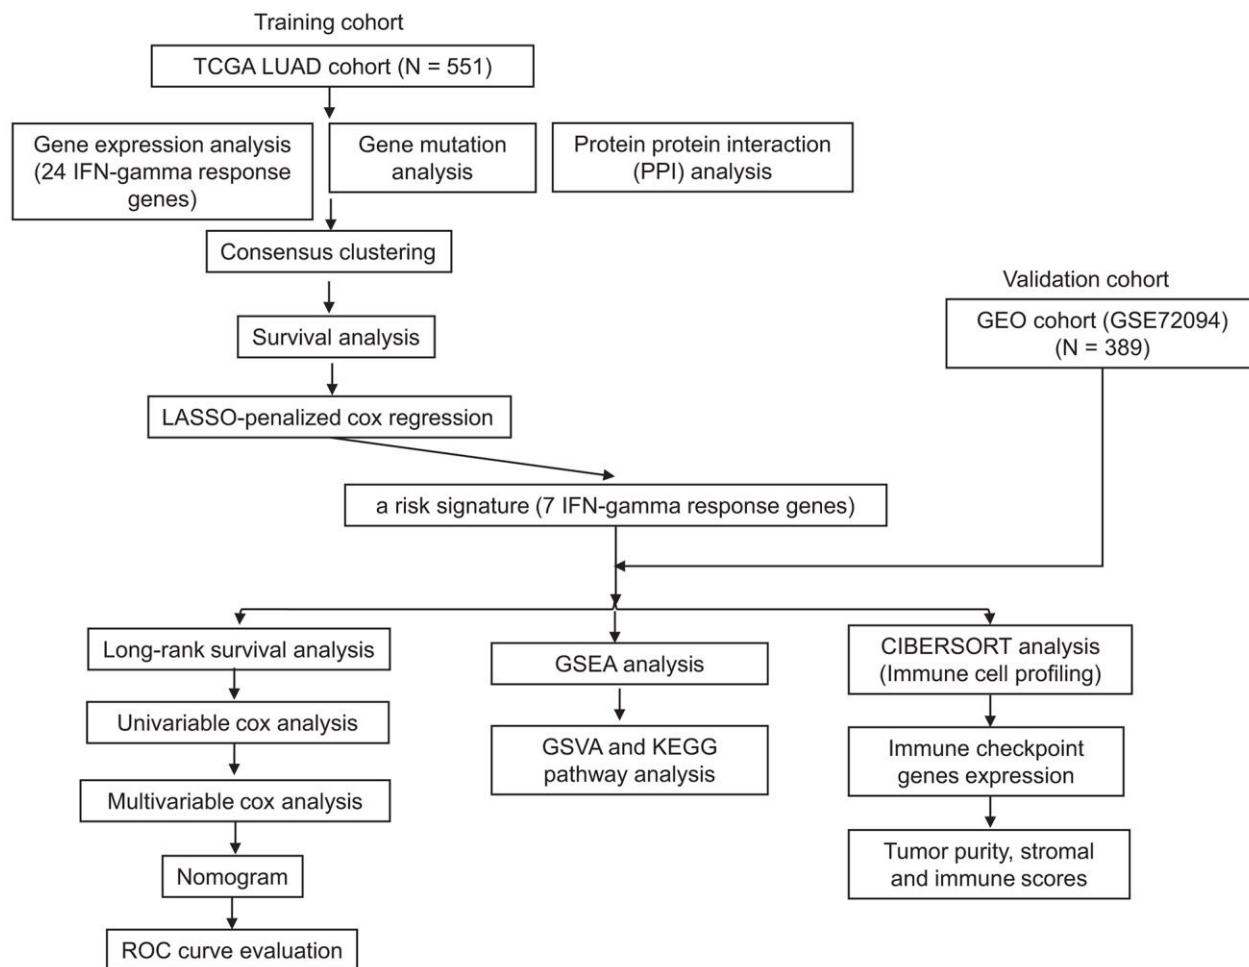 Training cohort
TCGA LUAD cohort (N = 551)
Gene expression analysis
(24 IFN-gamma response
genes)
Gene mutation
analysis
Protein protein interaction
(PPI) analysis
Consensus clustering
Survival analysis
LASSO-penalized cox regression
Validation cohort
GEO cohort (GSE72094)
(N = 389)
a risk signature (7 IFN-gamma response genes)
Long-rank survival analysis
Univariable cox analysis
Multivariable cox analysis
Nomogram
ROC curve evaluation
GSEA analysis
GSVA and KEGG
pathway analysis
CIBERSORT analysis
(Immune cell profiling)
Immune checkpoint
genes expression
Tumor purity, stromal
and immune scores